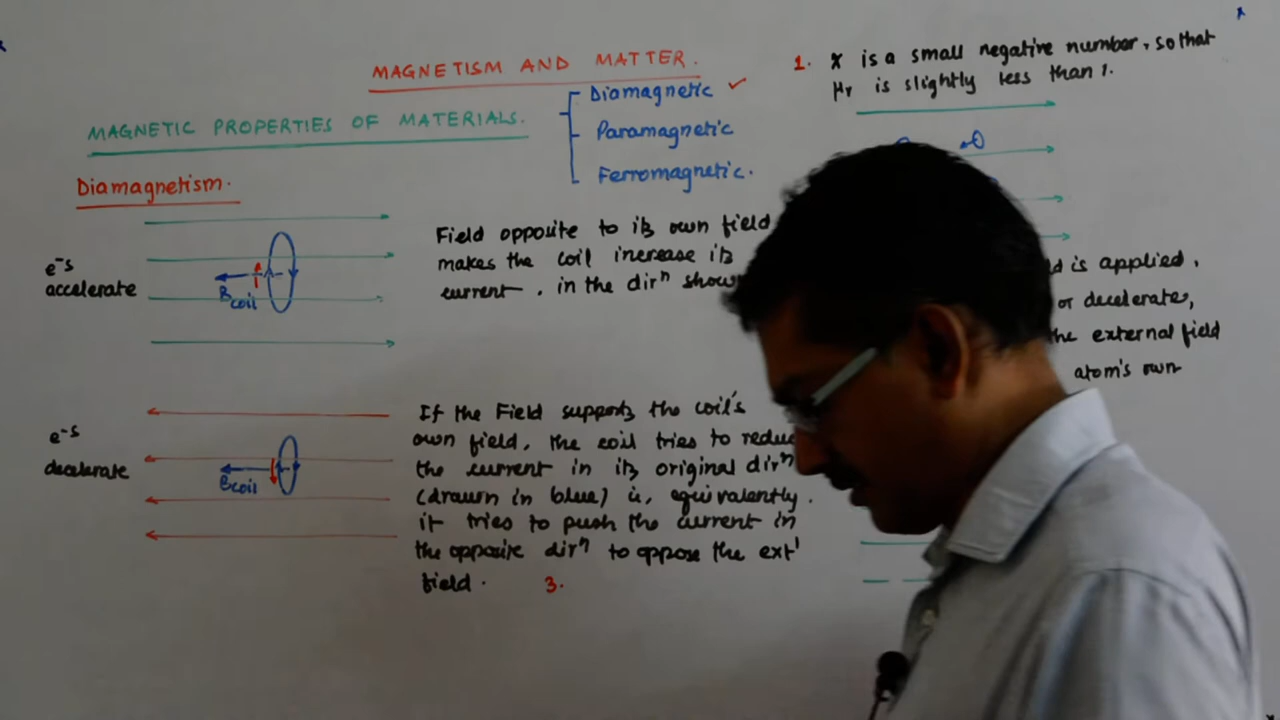 MAGNETISM AND MATTER.
MAGNETIC PROPERTIES OF MATERIALS.
Diamagnetic ✓
Paramagnetic
Ferromagnetic.
Diamagnetism.
e⁻s
accelerate
Bcoil
Field opposite to its own field
makes the coil increase its
current, in the dirⁿ
e⁻s
decelerate
Bcoil
If the Field supports the coil's
own field, the coil tries to
the current in its original dirⁿ
(drawn in blue) ie, equivalently
it tries to push the current in
the opposite dirⁿ to oppose the extˡ
field.
3.
1. χ is a small negative number, so that
μr is slightly less than 1.
is applied,
or decelerate,
the external field
atom's own